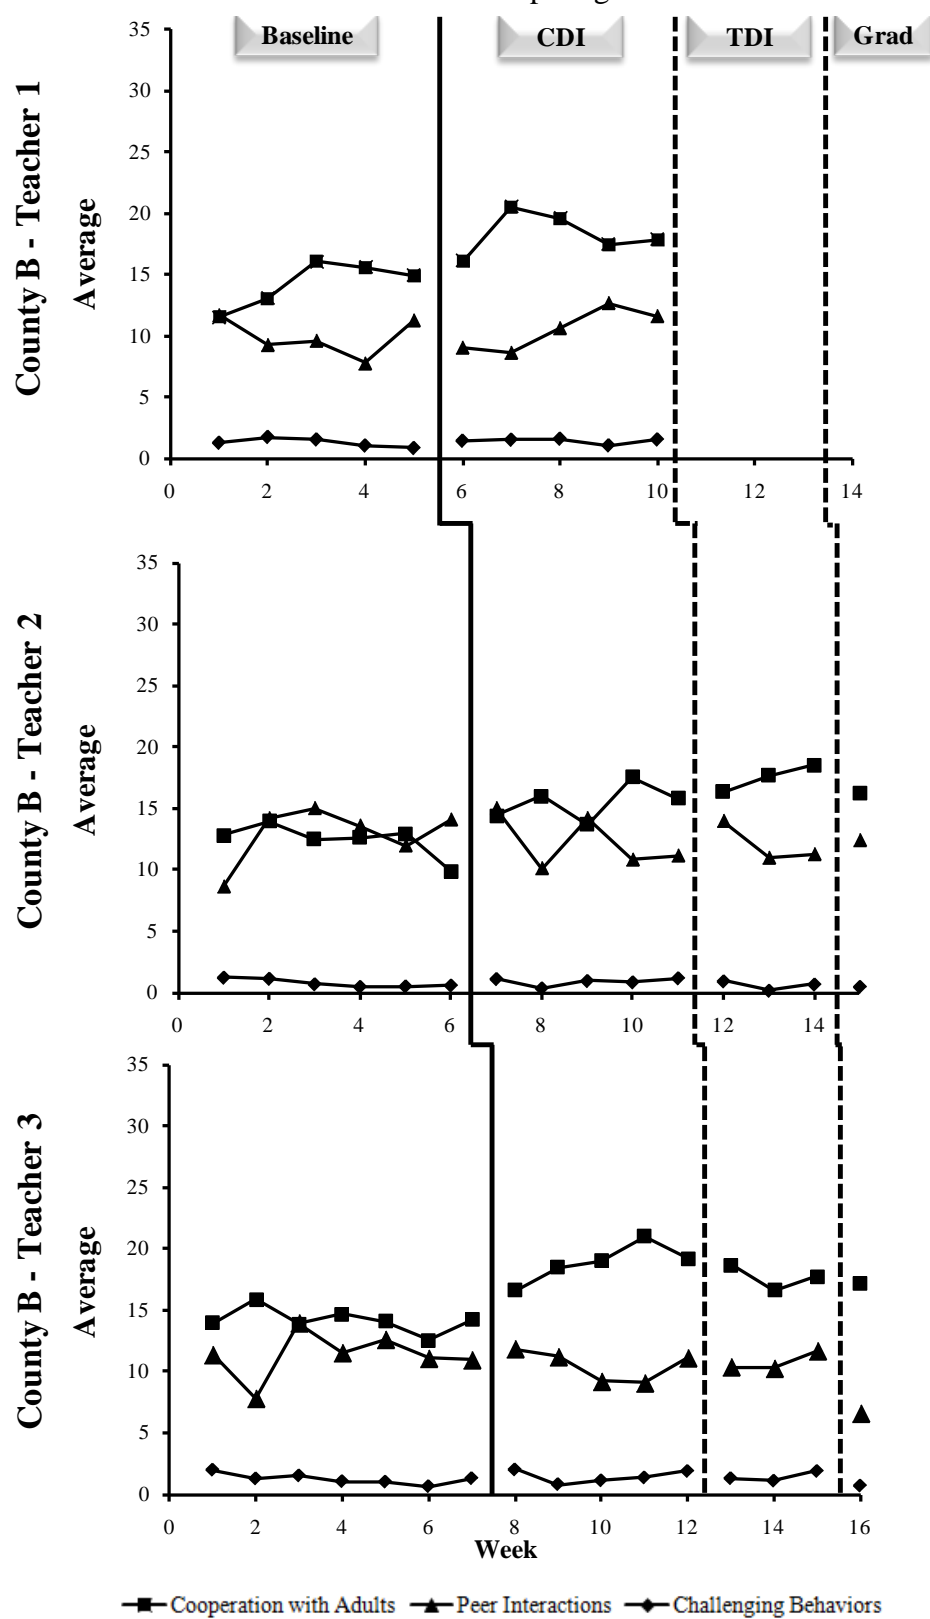 Baseline CDI TDI Grad
County B - Teacher 1
Average
35
30
25
20
15
10
5
0
0 2 4 6 8 10 12 14
County B - Teacher 2
Average
35
30
25
20
15
10
5
0
0 2 4 6 8 10 12 14
County B - Teacher 3
Average
35
30
25
20
15
10
5
0
0 2 4 6 8 10 12 14 16
Week
Cooperation with Adults Peer Interactions Challenging Behaviors